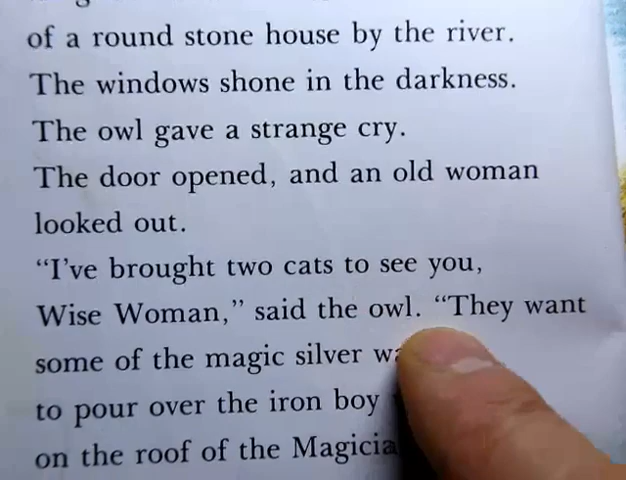 of a round stone house by the river.
The windows shone in the darkness.
The owl gave a strange cry.
The door opened, and an old woman
looked out.
“I’ve brought two cats to see you,
Wise Woman,” said the owl. “They want
some of the magic silver
to pour over the iron boy
on the roof of the